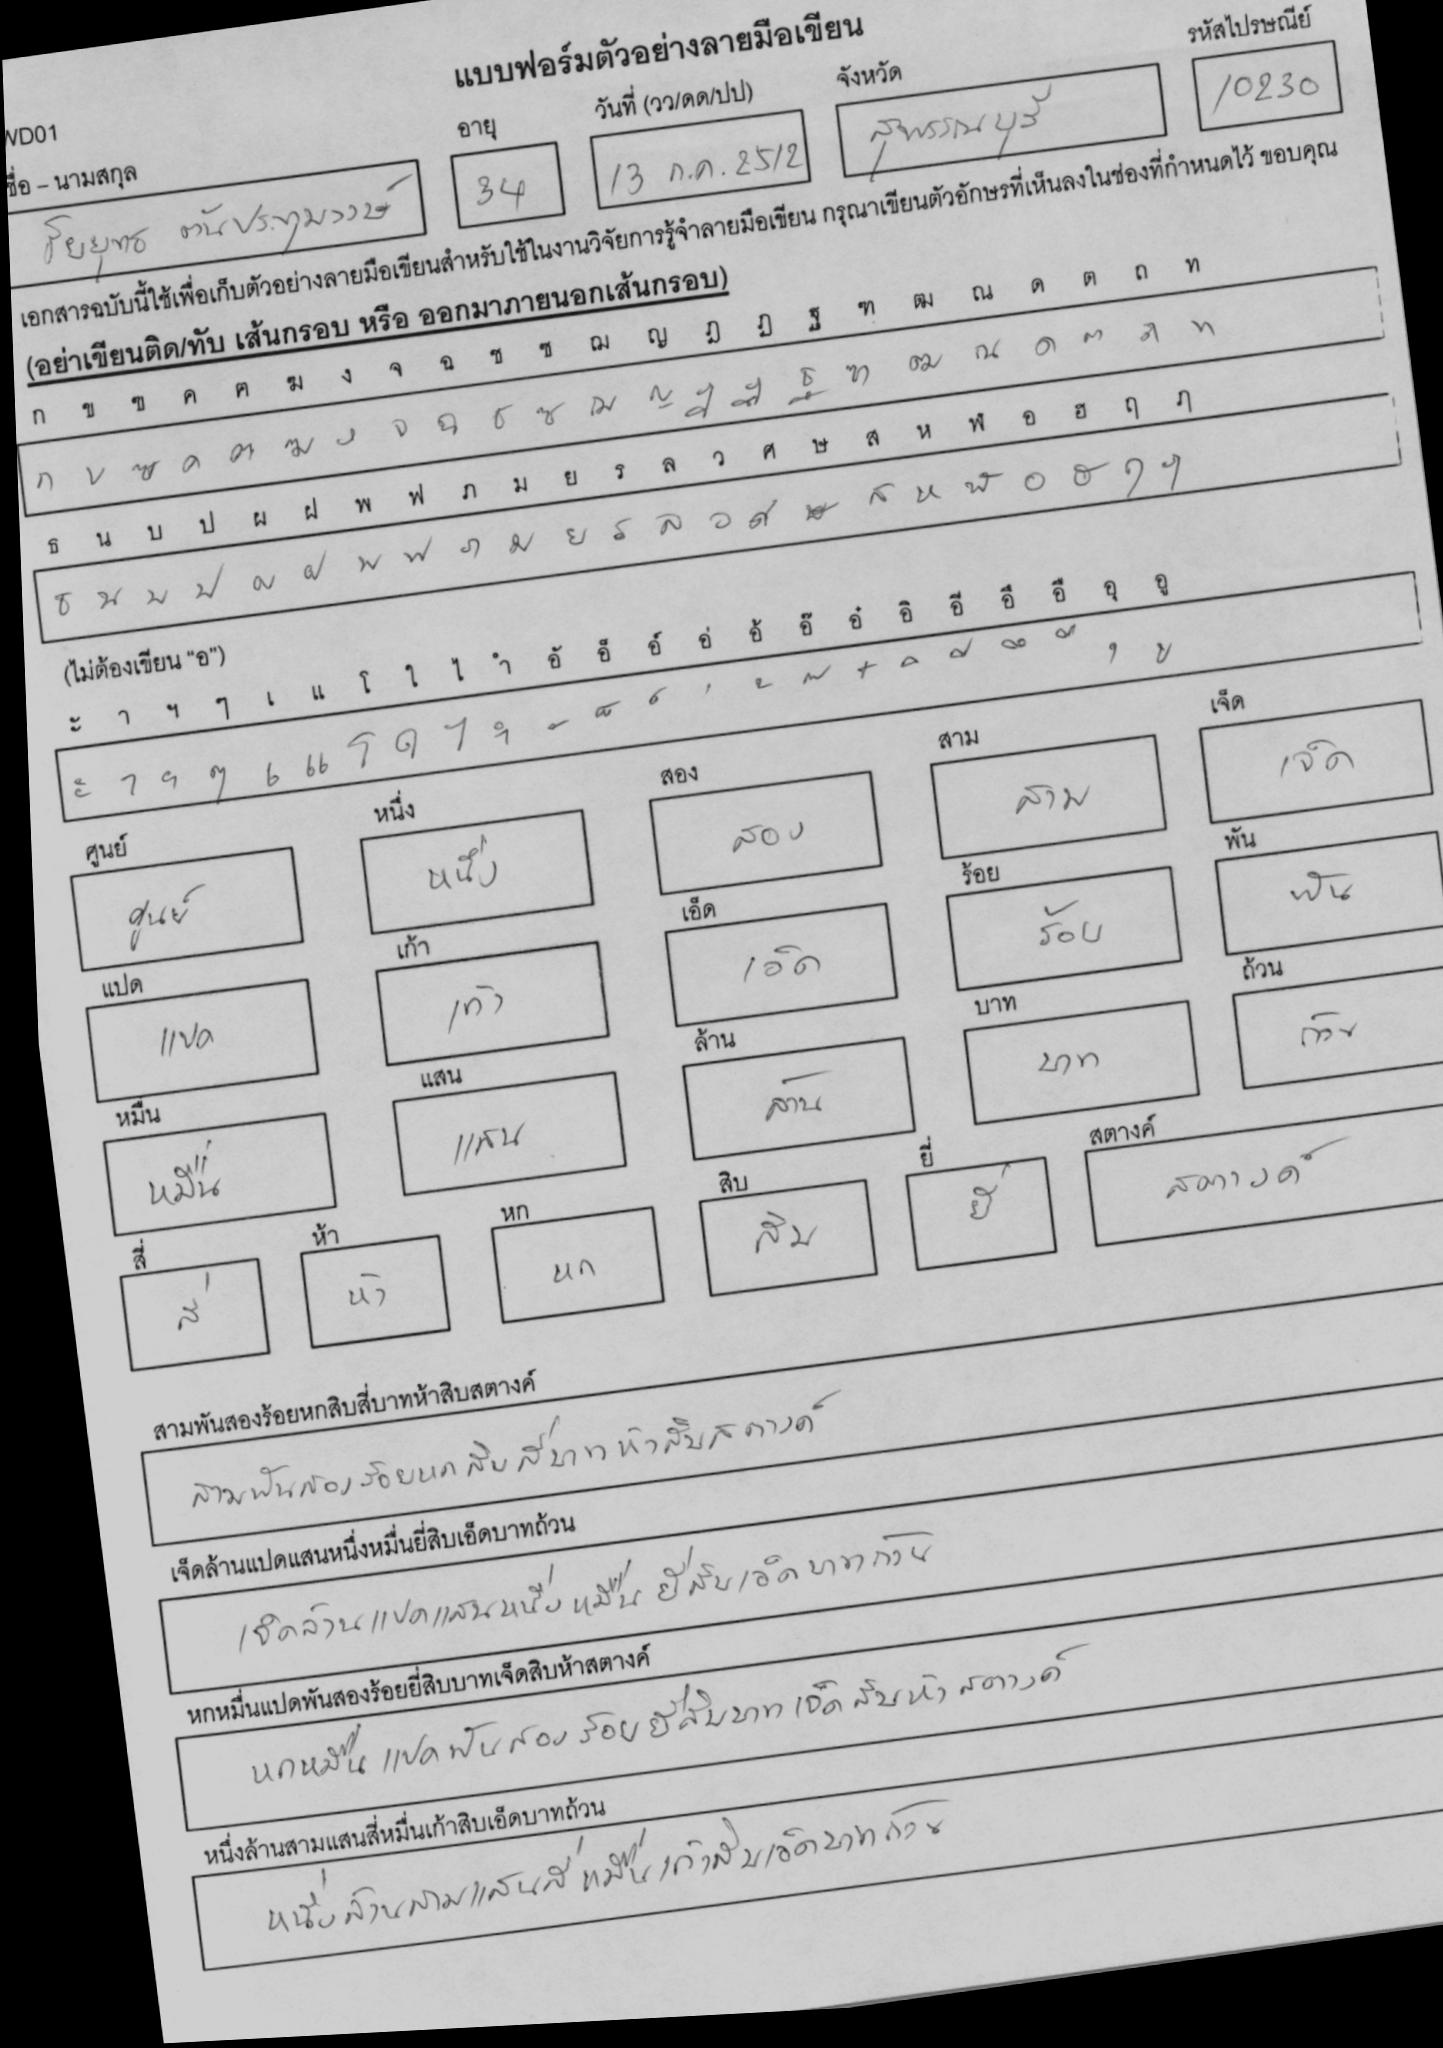 แบบฟอร์มตัวอย่างลายมือเขียน
WD01
ชื่อ – นามสกุล อายุ วันที่ (วว/ดด/ปป) จังหวัด รหัสไปรษณีย์
34 13 ก.ค. 2512 สุพรรณบุรี 10230
เอกสารฉบับนี้ใช้เพื่อเก็บตัวอย่างลายมือเขียนสำหรับใช้ในงานวิจัยการรู้จำลายมือเขียน กรุณาเขียนตัวอักษรที่เห็นลงในช่องที่กำหนดไว้ ขอบคุณ
(อย่าเขียนติด/ทับ เส้นกรอบ หรือ ออกมาภายนอกเส้นกรอบ)
ก ข ฃ ค ฅ ฆ ง จ ฉ ช ซ ฌ ญ ฎ ฏ ฐ ฑ ฒ ณ ด ต ถ ท
ก ข ฃ ค ฅ ฆ ง จ ฉ ช ซ ฌ ญ ฎ ฏ ฐ ฑ ฒ ณ ด ต ถ ท
ธ น บ ป ผ ฝ พ ฟ ภ ม ย ร ล ว ศ ษ ส ห ฬ อ ฮ ฤ ฦ
ธ น บ ป ผ ฝ พ ฟ ภ ม ย ร ล ว ศ ษ ส ห ฬ อ ฮ ฤ ฦ
(ไม่ต้องเขียน "อ")
ะ า ฯ ๆ เ แ โ ใ ไ ำ อั อ็ อ์ อ่ อ้ อ๊ อ๋ อิ อี อึ อื อุ อู
ะ า ฯ ๆ เ แ โ ใ ไ ำ ั ็ ์ ่ ้ ๊ ๋ ิ ี ึ ื ุ ู
ศูนย์ หนึ่ง สอง สาม เจ็ด
ศูนย์ หนึ่ง สอง สาม เจ็ด
แปด เก้า เอ็ด ร้อย พัน
แปด เก้า เอ็ด ร้อย พัน
หมื่น แสน ล้าน บาท ถ้วน
หมื่น แสน ล้าน บาท ถ้วน
สี่ ห้า หก สิบ ยี่ สตางค์
สี่ ห้า หก สิบ ยี่ สตางค์
สามพันสองร้อยหกสิบสี่บาทห้าสิบสตางค์
สามพันสองร้อยหกสิบสี่บาทห้าสิบสตางค์
เจ็ดล้านแปดแสนหนึ่งหมื่นยี่สิบเอ็ดบาทถ้วน
เจ็ดล้านแปดแสนหนึ่งหมื่นยี่สิบเอ็ดบาทถ้วน
หกหมื่นแปดพันสองร้อยยี่สิบบาทเจ็ดสิบห้าสตางค์
หกหมื่นแปดพันสองร้อยยี่สิบบาทเจ็ดสิบห้าสตางค์
หนึ่งล้านสามแสนสี่หมื่นเก้าสิบเอ็ดบาทถ้วน
หนึ่งล้านสามแสนสี่หมื่นเก้าสิบเอ็ดบาทถ้วน